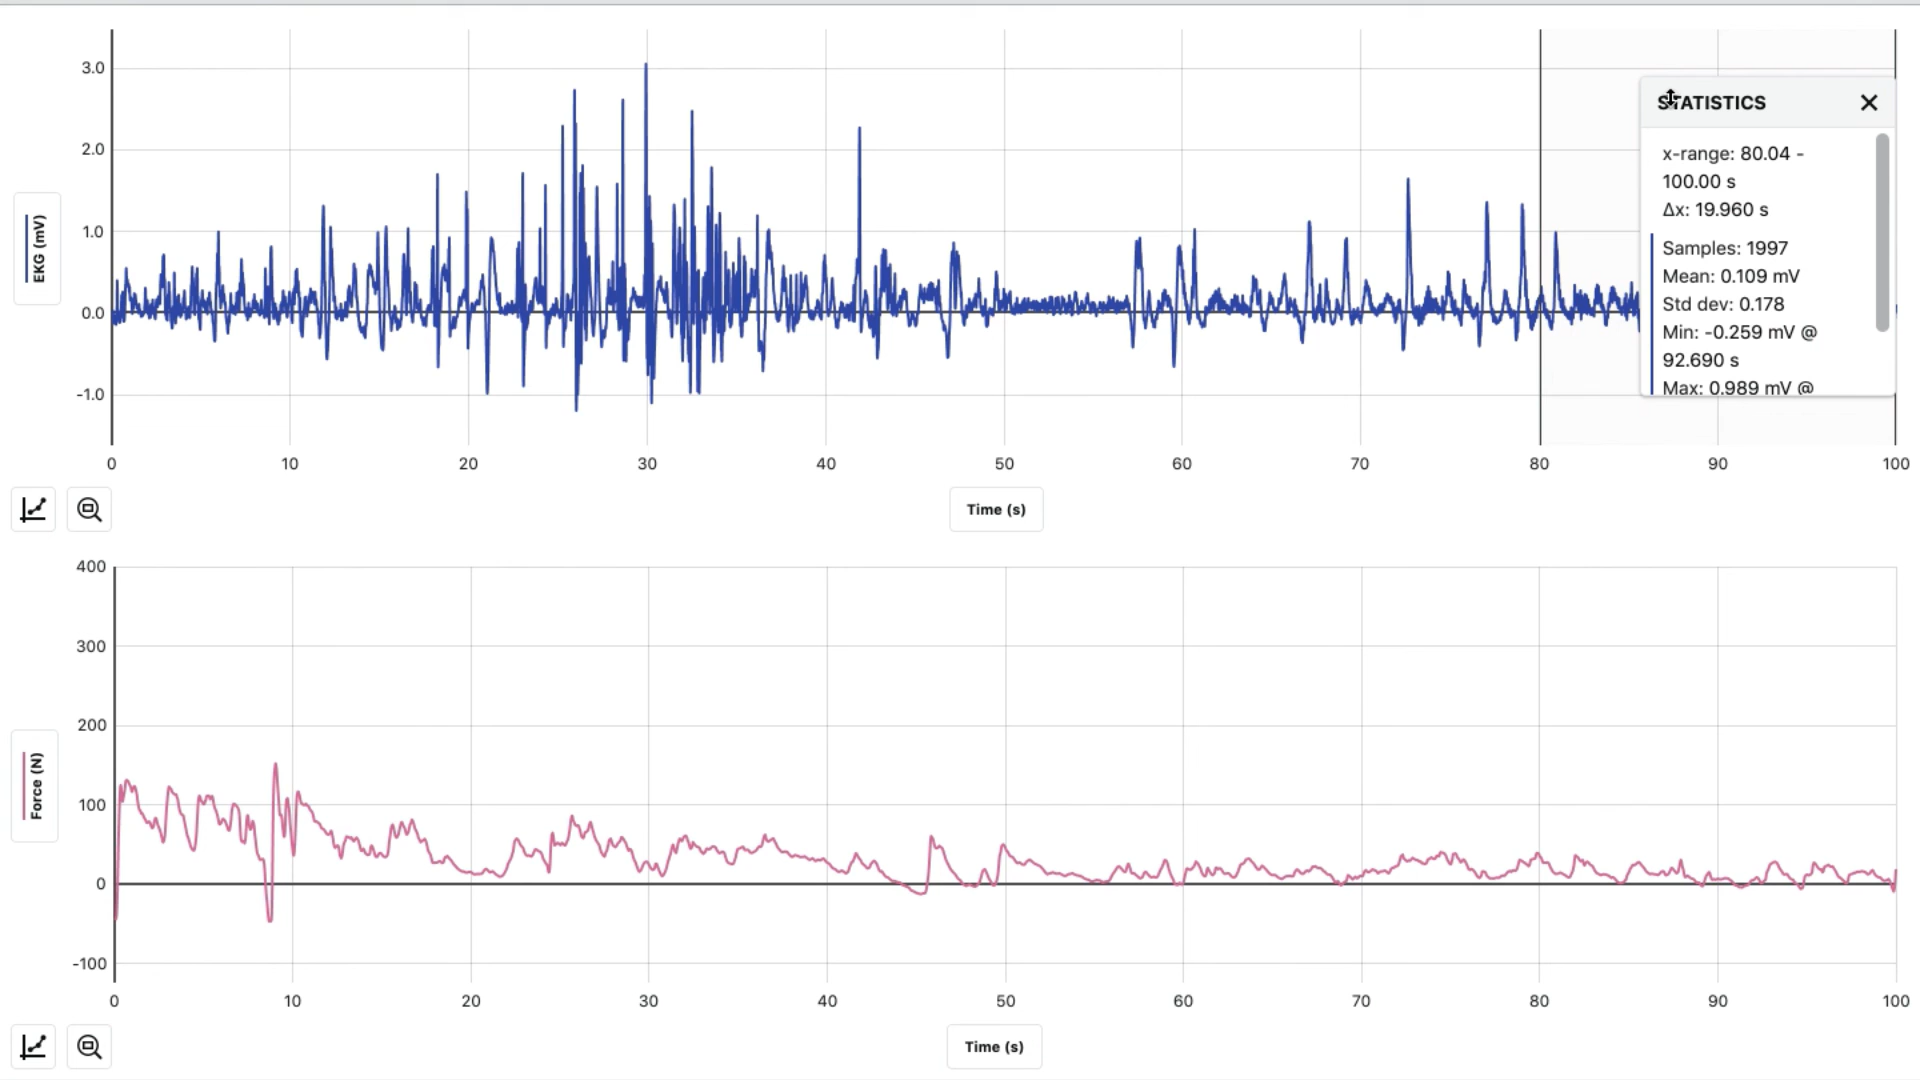 3.0
2.0
1.0
0.0
-1.0
EKG (mV)
0 10 20 30 40 50 60 70 80 90 100
Time (s)
STATISTICS
x-range: 80.04 -
100.00 s
Δx: 19.960 s
Samples: 1997
Mean: 0.109 mV
Std dev: 0.178
Min: -0.259 mV @
92.690 s
Max: 0.989 mV @
400
300
200
100
0
-100
Force (N)
0 10 20 30 40 50 60 70 80 90 100
Time (s)